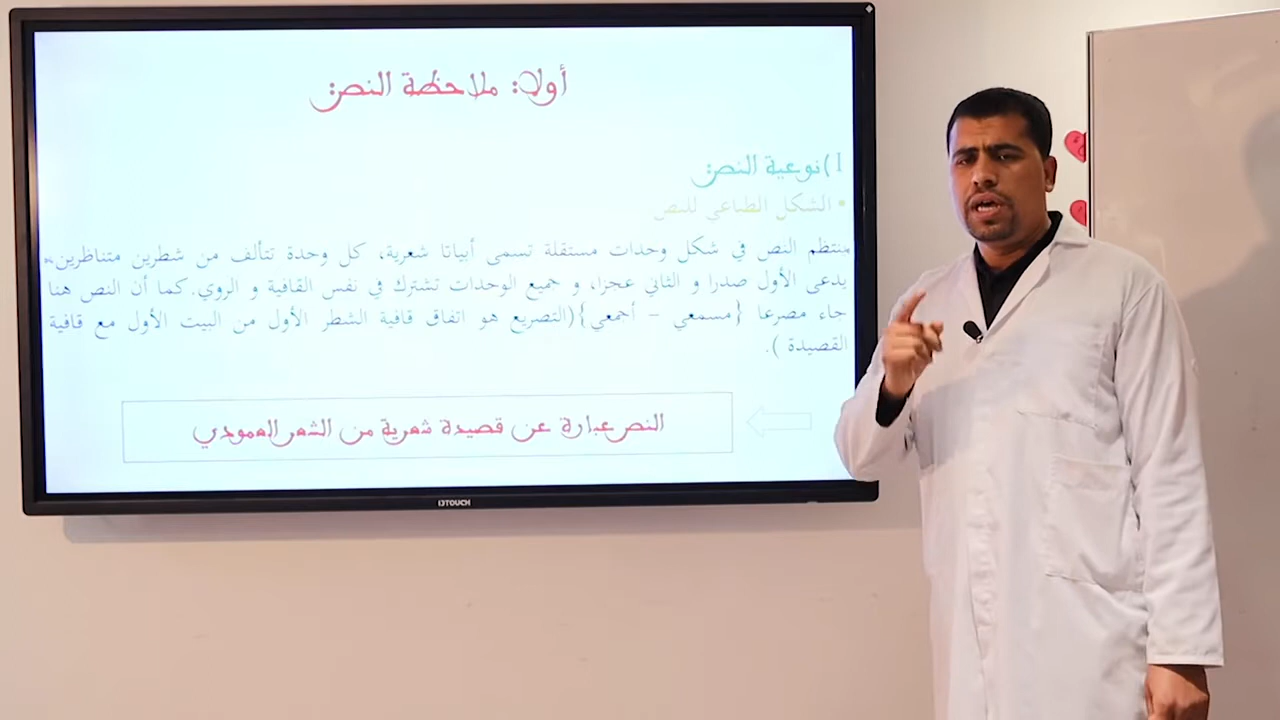 أولا: ملاحظة النص:
1)نوعية النص:
• الشكل الطباعي للنص
ينتظم النص في شكل وحدات مستقلة تسمى أبياتا شعرية، كل وحدة تتألف من شطرين متناظرين،
يدعى الأول صدرا و الثاني عجزا، و جميع الوحدات تشترك في نفس القافية و الروي.كما أن النص هنا
جاء مصرعا {مسمعي - أجمعي}(التصريع هو اتفاق قافية الشطر الأول من البيت الأول مع قافية
القصيدة ).
النص عبارة عن قصيدة شعرية من الشعر العمودي
i3TOUCH